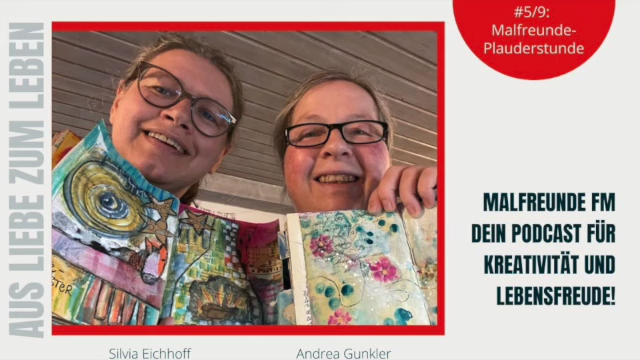 AUS LIEBE ZUM LEBEN
#5/9:
Malfreunde-
Plauderstunde
MALFREUNDE FM
DEIN PODCAST FÜR
KREATIVITÄT UND
LEBENSFREUDE!
Silvia Eichhoff
Andrea Gunkler